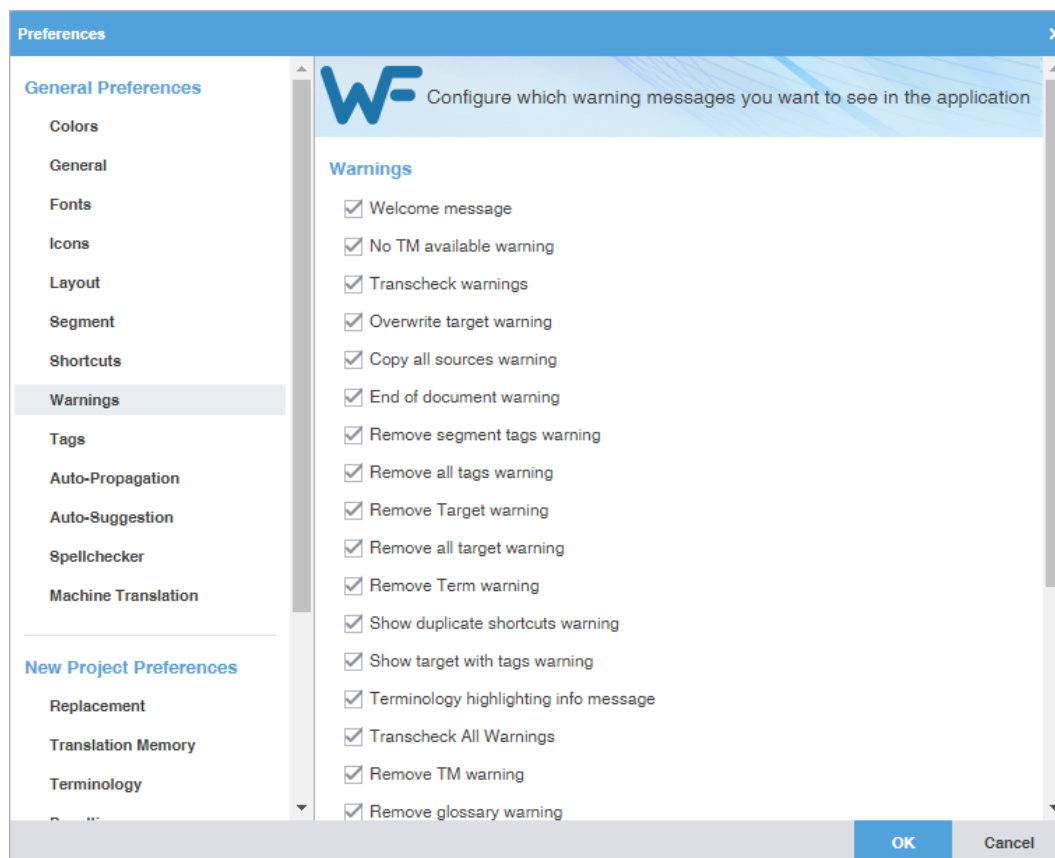 Preferences
General Preferences
Colors
General
Fonts
Icons
Layout
Segment
Shortcuts
Warnings
Tags
Auto-Propagation
Auto-Suggestion
Spellchecker
Machine Translation
New Project Preferences
Replacement
Translation Memory
Terminology
WF
Configure which warning messages you want to see in the application
Warnings
Welcome message
No TM available warning
Transcheck warnings
Overwrite target warning
Copy all sources warning
End of document warning
Remove segment tags warning
Remove all tags warning
Remove Target warning
Remove all target warning
Remove Term warning
Show duplicate shortcuts warning
Show target with tags warning
Terminology highlighting info message
Transcheck All Warnings
Remove TM warning
Remove glossary warning
OK
Cancel